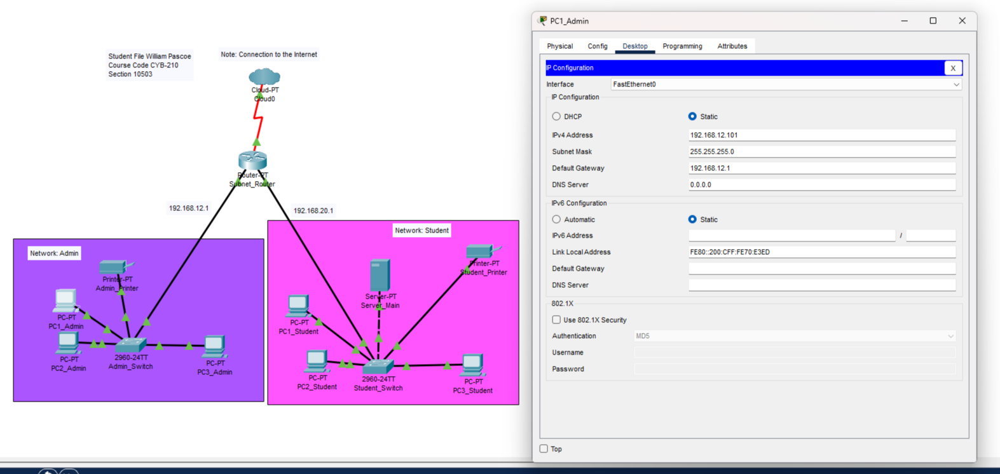 Student File William Pascoe
Course Code CYB-210
Section 10503
Note: Connection to the Internet
Cloud-PT
Cloud0
Router-PT
Subnet_Router
192.168.12.1
192.168.20.1
Network: Admin
Printer-PT
Admin_Printer
PC-PT
PC1_Admin
PC-PT
PC2_Admin
2960-24TT
Admin_Switch
PC-PT
PC3_Admin
Network: Student
Printer-PT
Student_Printer
Server-PT
Server_Main
PC-PT
PC1_Student
PC-PT
PC2_Student
2960-24TT
Student_Switch
PC-PT
PC3_Student
PC1_Admin
Physical Config Desktop Programming Attributes
IP Configuration X
Interface FastEthernet0
IP Configuration
DHCP Static
IPv4 Address 192.168.12.101
Subnet Mask 255.255.255.0
Default Gateway 192.168.12.1
DNS Server 0.0.0.0
IPv6 Configuration
Automatic Static
IPv6 Address /
Link Local Address FE80::200:CFF:FE70:E3ED
Default Gateway
DNS Server
802.1X
Use 802.1X Security
Authentication MD5
Username
Password
Top